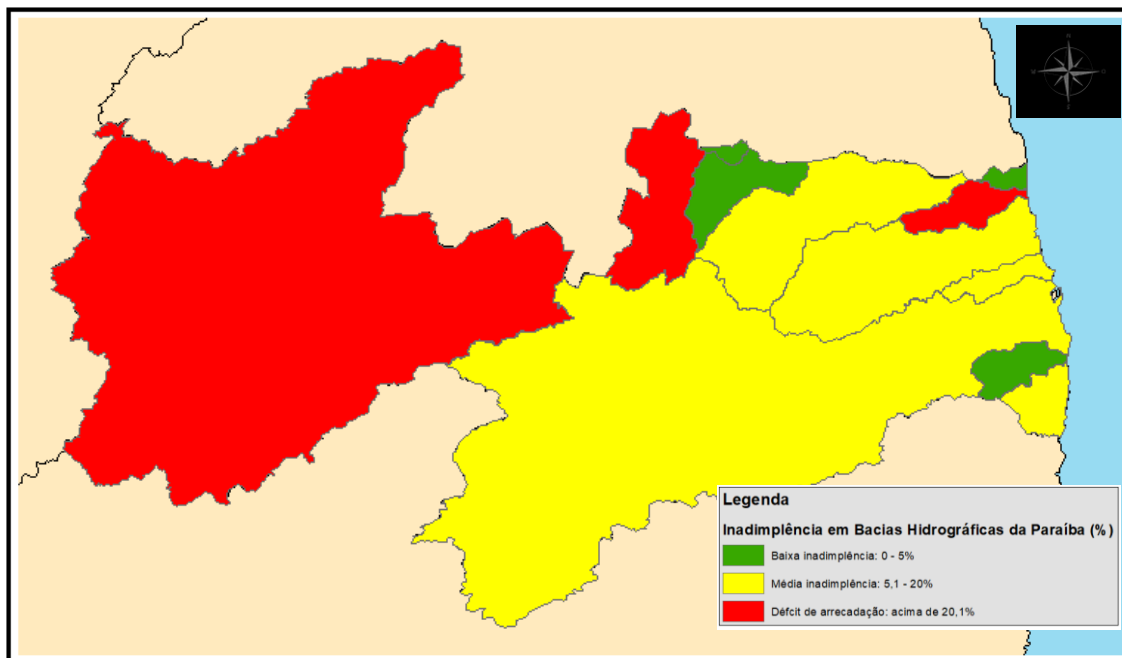 N
W
O
S
Legenda
Inadimplência em Bacias Hidrográficas da Paraíba (%)
Baixa inadimplência: 0 - 5%
Média inadimplência: 5,1 - 20%
Défcit de arrecadação: acima de 20,1%